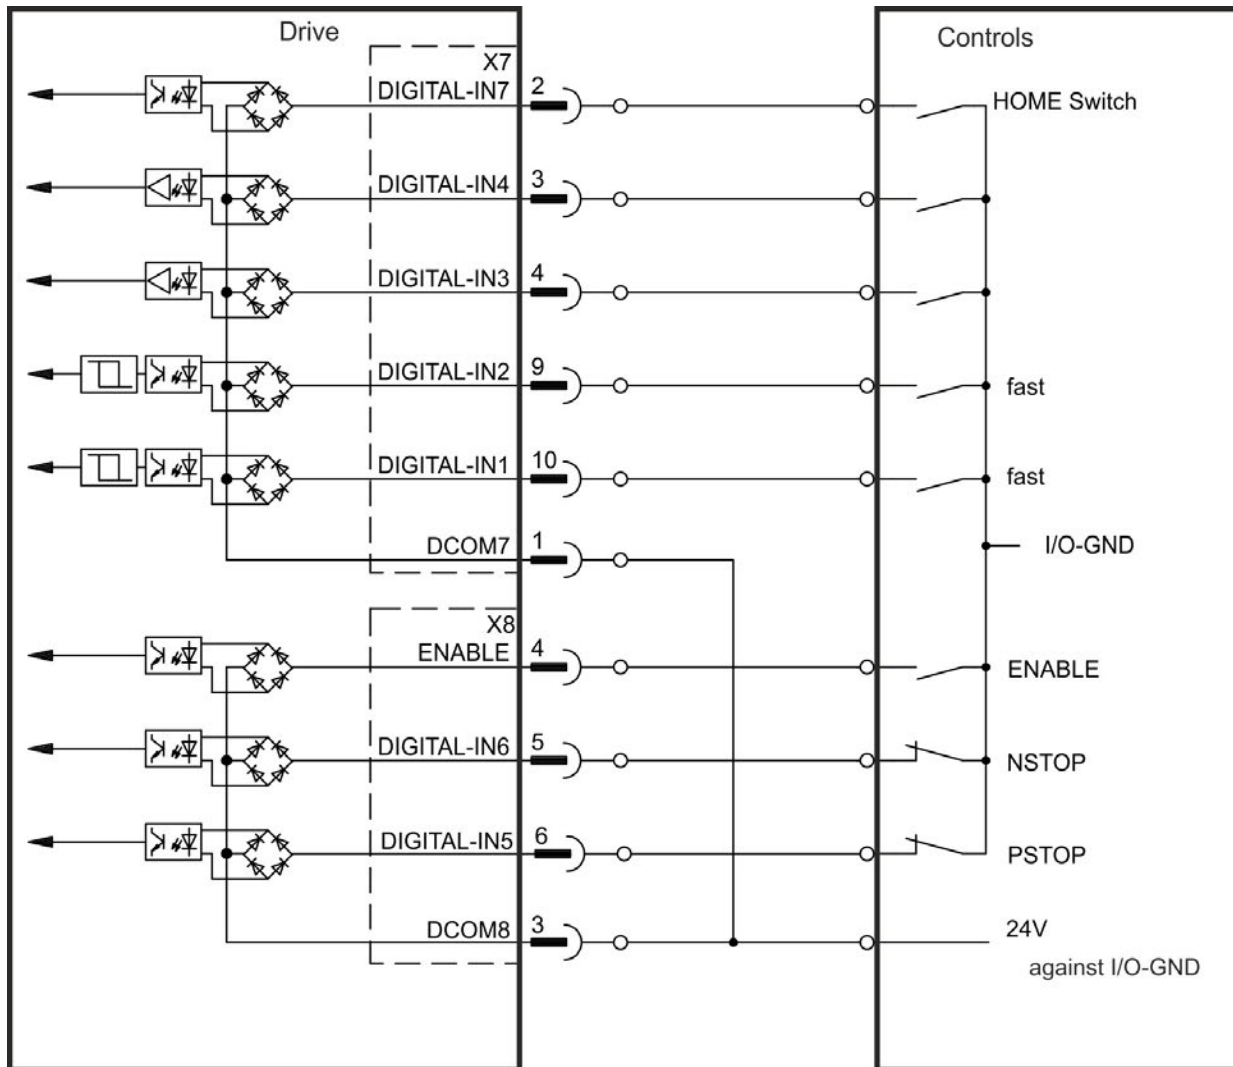 Drive
Controls
X7
DIGITAL-IN7 2 HOME Switch
DIGITAL-IN4 3
DIGITAL-IN3 4
DIGITAL-IN2 9 fast
DIGITAL-IN1 10 fast
DCOM7 1 I/O-GND
X8
ENABLE 4 ENABLE
DIGITAL-IN6 5 NSTOP
DIGITAL-IN5 6 PSTOP
DCOM8 3 24V
against I/O-GND